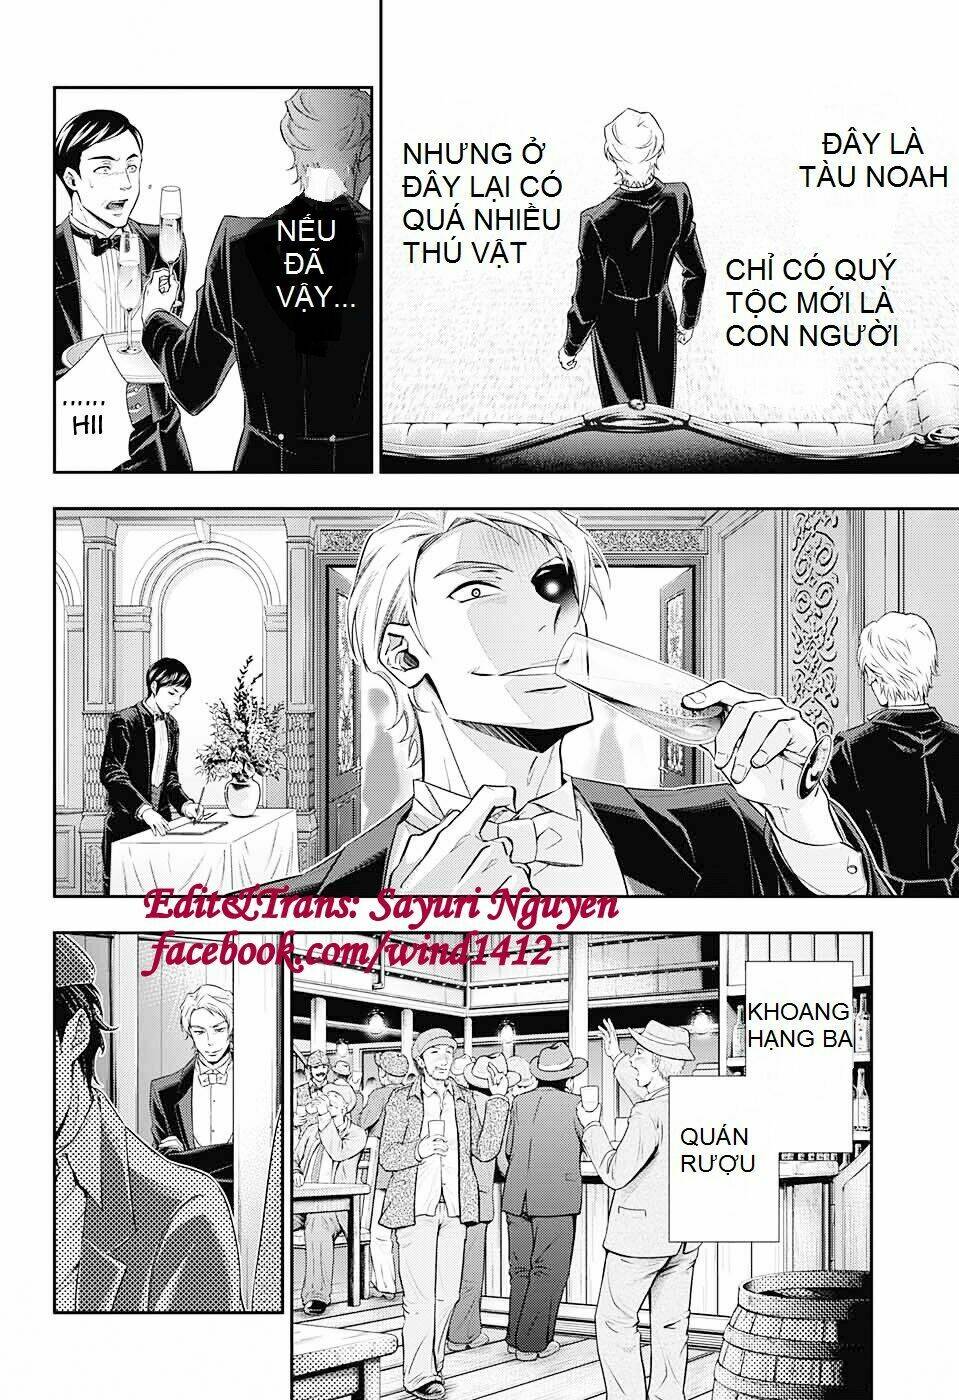 ĐÂY LÀ
TÀU NOAH
CHỈ CÓ QUÝ
TỘC MỚI LÀ
CON NGƯỜI
NHƯNG Ở
ĐÂY LẠI CÓ
QUÁ NHIỀU
THÚ VẬT
NẾU
ĐÃ
VẬY...
......
HII
Edit&Trans: Sayuri Nguyen
facebook.com/wind1412
KHOANG
HẠNG BA
QUÁN
RƯỢU